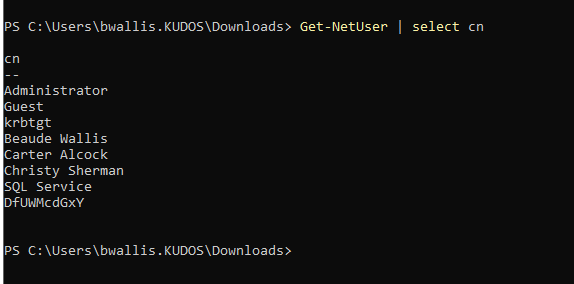 PS C:\Users\bwallis.KUDOS\Downloads> Get-NetUser | select cn
cn
--
Administrator
Guest
krbtgt
Beaude Wallis
Carter Alcock
Christy Sherman
SQL Service
DfUWMcdGxY
PS C:\Users\bwallis.KUDOS\Downloads>